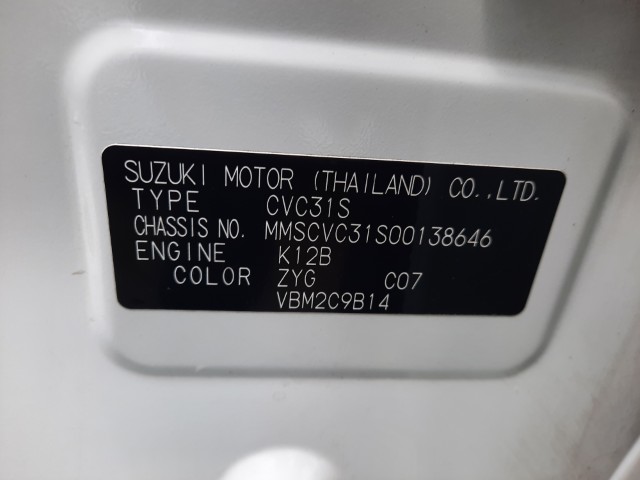 SUZUKI MOTOR (THAILAND) CO.,LTD.
TYPE CVC31S
CHASSIS NO. MMSCVC31S00138646
ENGINE K12B
COLOR ZYG C07
VBM2C9B14